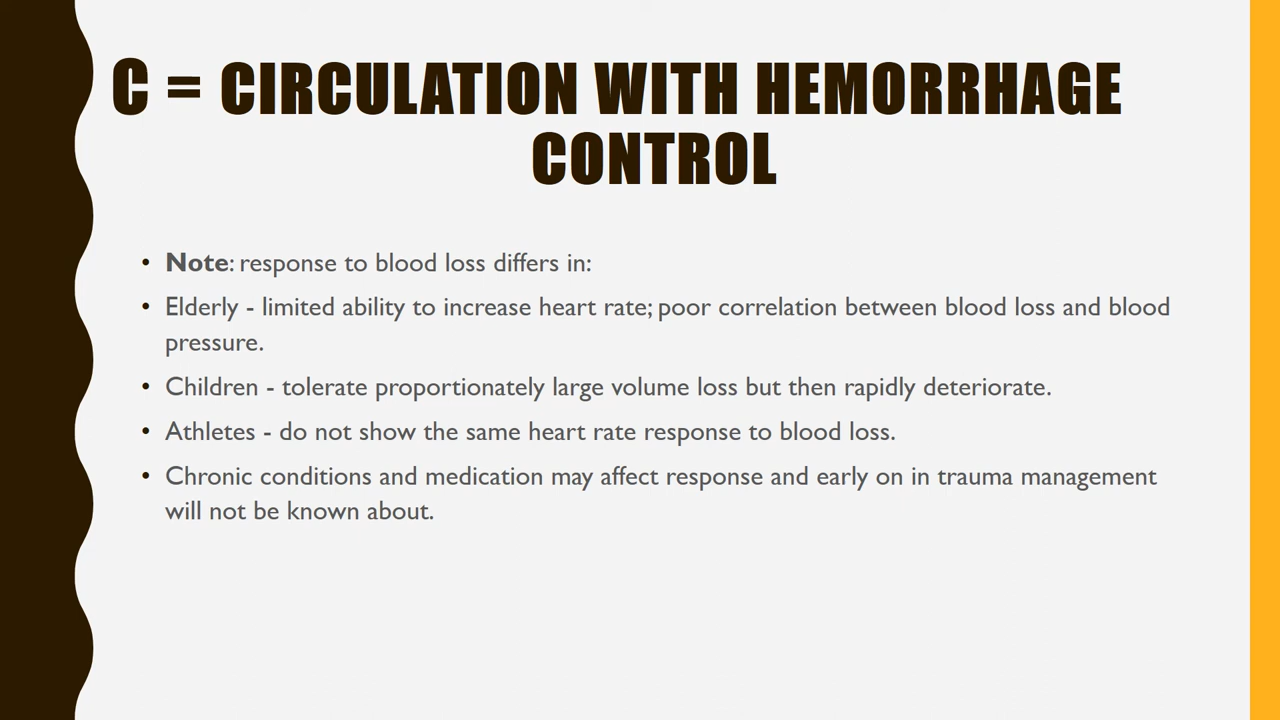 C = CIRCULATION WITH HEMORRHAGE
CONTROL
• Note: response to blood loss differs in:
• Elderly - limited ability to increase heart rate; poor correlation between blood loss and blood
pressure.
• Children - tolerate proportionately large volume loss but then rapidly deteriorate.
• Athletes - do not show the same heart rate response to blood loss.
• Chronic conditions and medication may affect response and early on in trauma management
will not be known about.